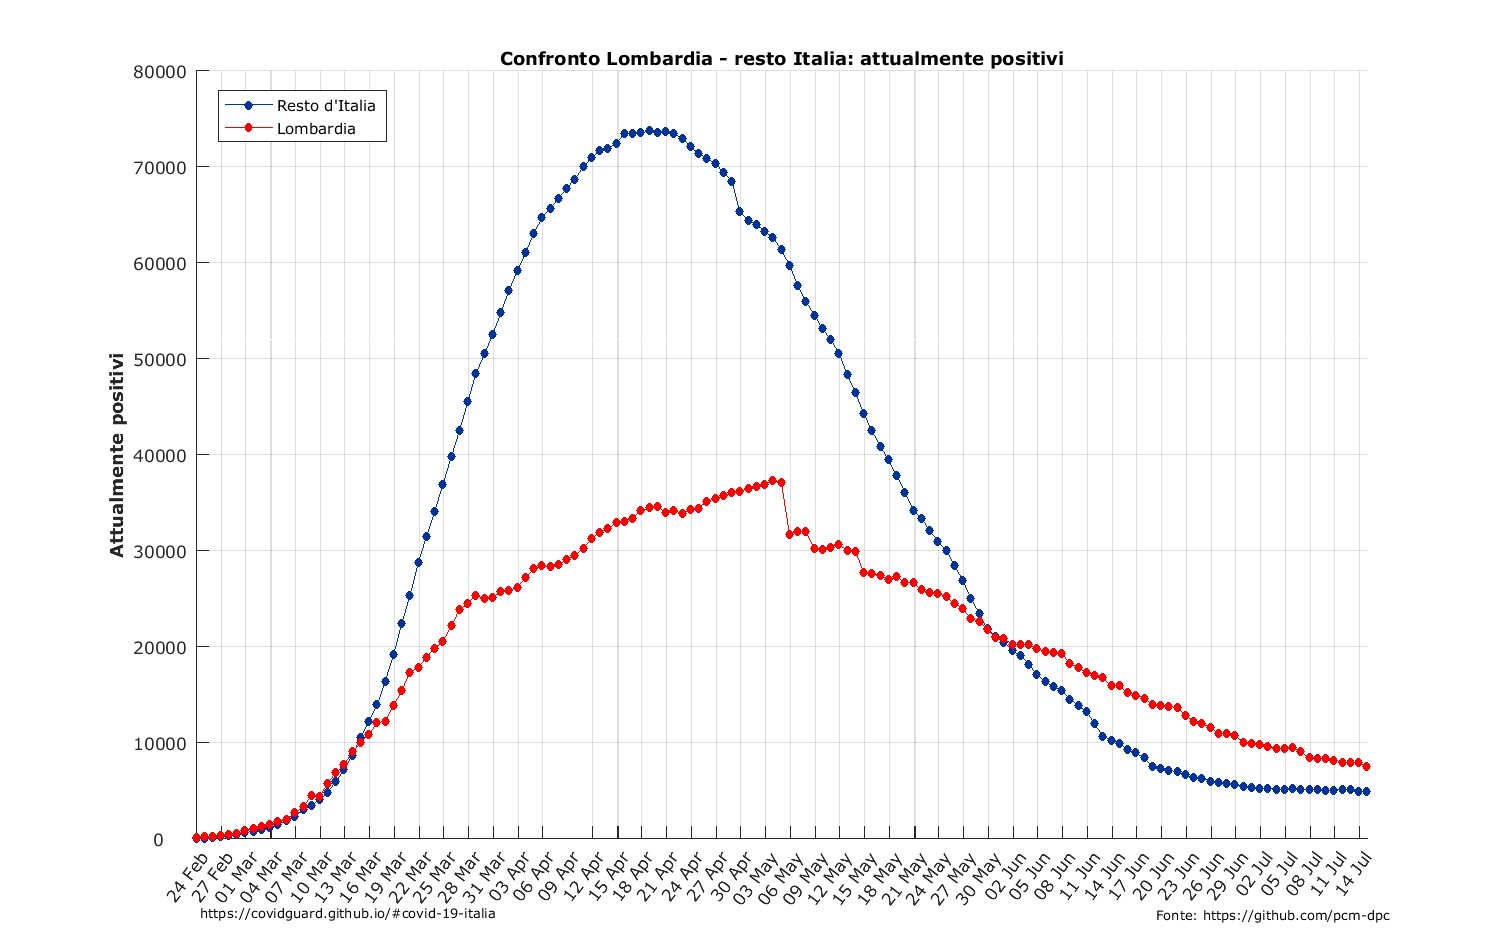 Confronto Lombardia - resto Italia: attualmente positivi
80000
70000
60000
50000
40000
30000
20000
10000
0
Resto d'Italia
Lombardia
Attualmente positivi
24 Feb
27 Feb
01 Mar
04 Mar
07 Mar
10 Mar
13 Mar
16 Mar
19 Mar
22 Mar
25 Mar
28 Mar
31 Mar
03 Apr
06 Apr
09 Apr
12 Apr
15 Apr
18 Apr
21 Apr
24 Apr
27 Apr
30 Apr
03 May
06 May
09 May
12 May
15 May
18 May
21 May
24 May
27 May
30 May
02 Jun
05 Jun
08 Jun
11 Jun
14 Jun
17 Jun
20 Jun
23 Jun
26 Jun
29 Jun
02 Jul
05 Jul
08 Jul
11 Jul
14 Jul
https://covidguard.github.io/#covid-19-italia
Fonte: https://github.com/pcm-dpc